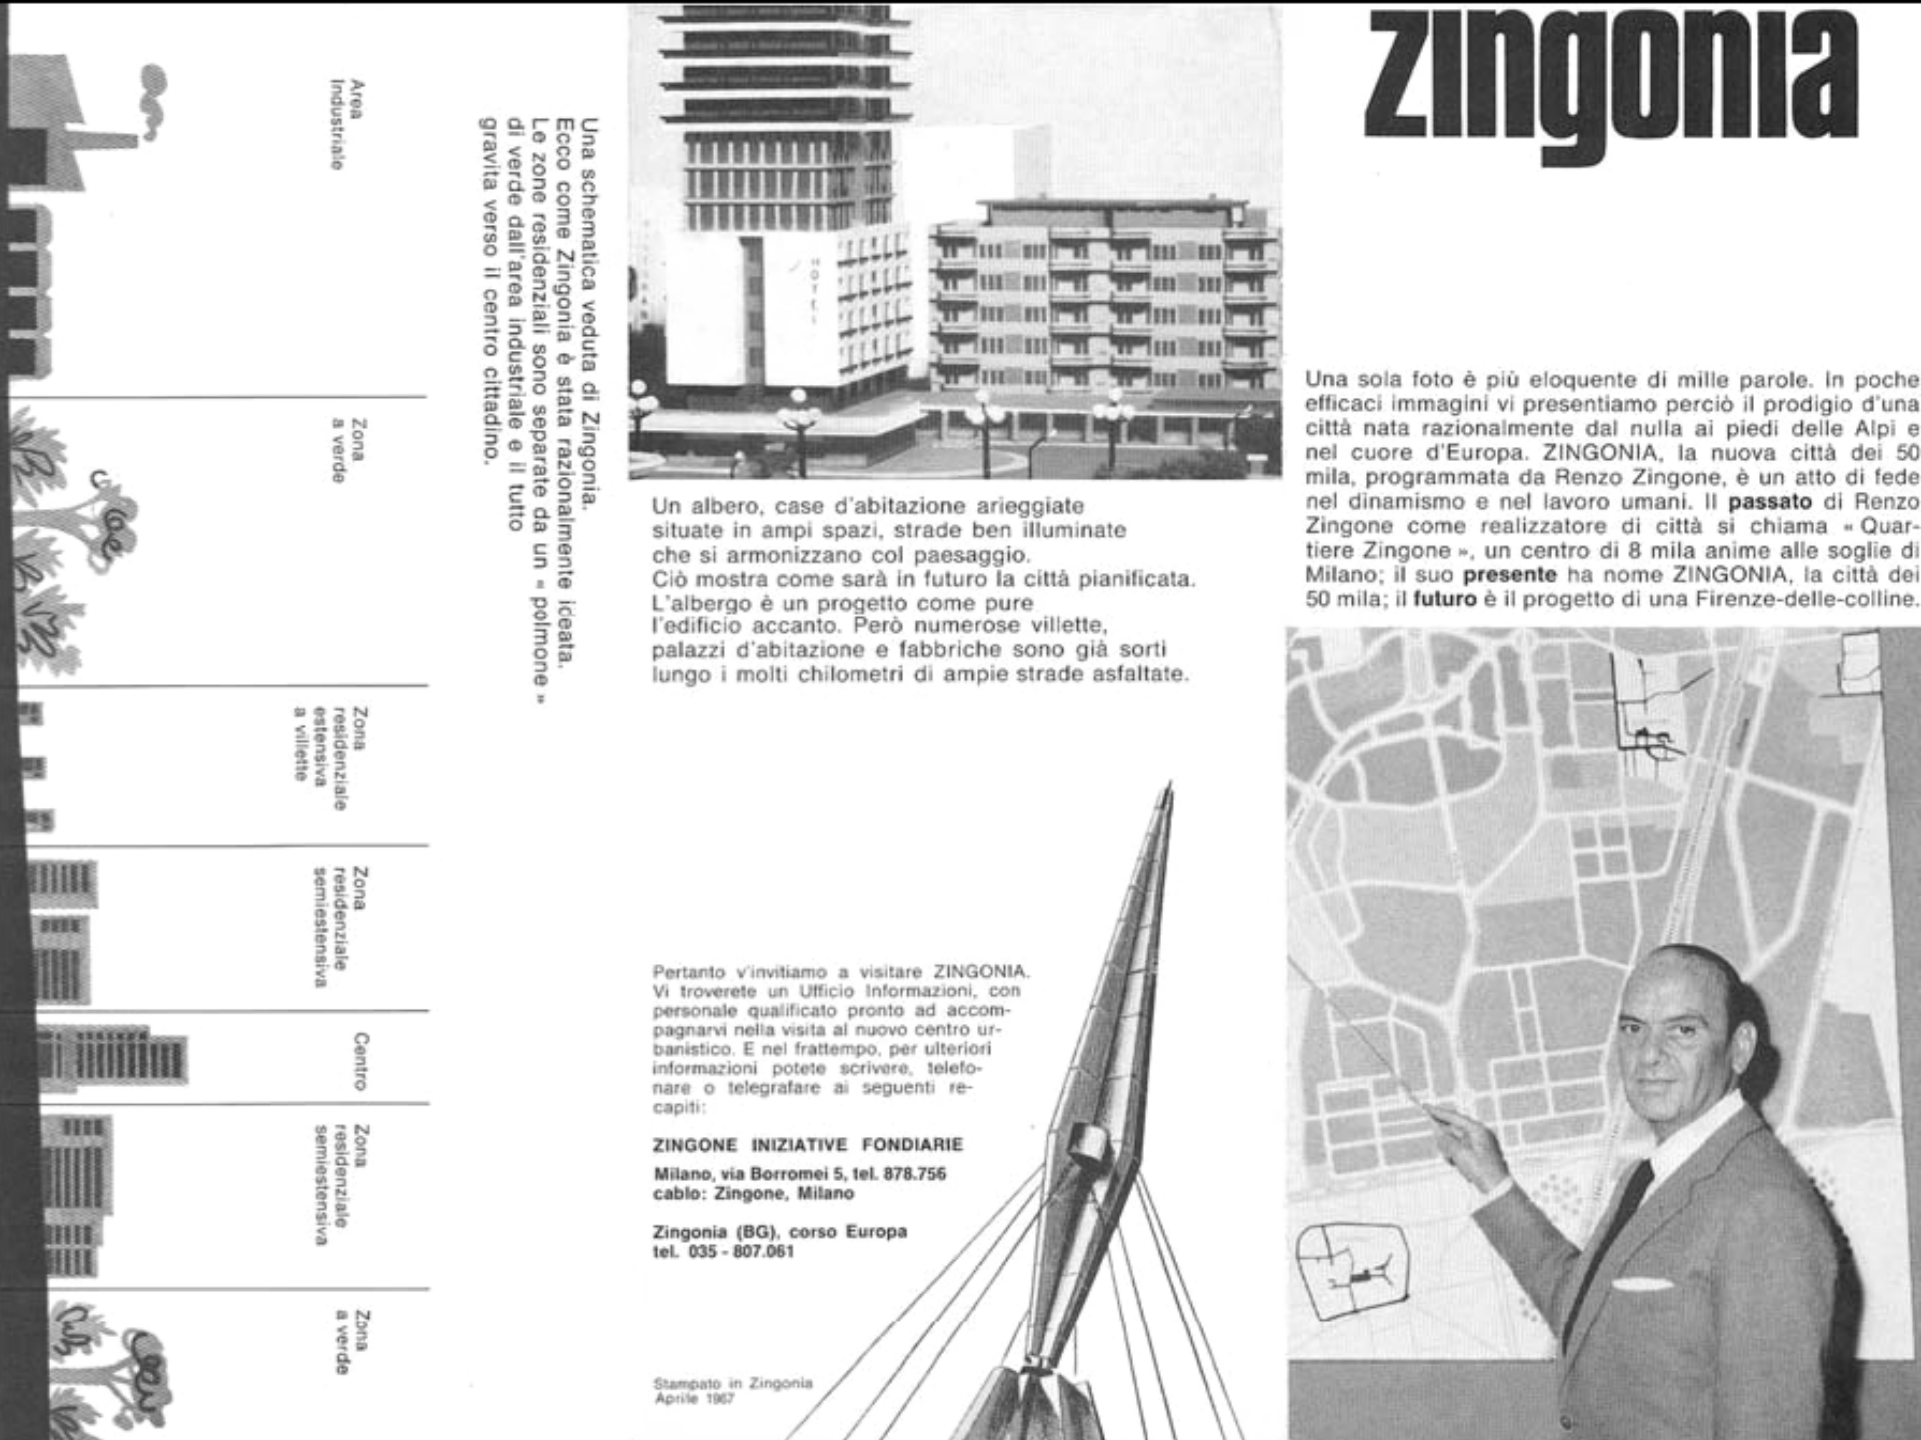 Area
Industriale
Zona
a verde
Zona
residenziale
estensiva
a villette
Zona
residenziale
semiestensiva
Centro
Zona
residenziale
semiestensiva
Zona
a verde
Una schematica veduta di Zingonia.
Ecco come Zingonia è stata razionalmente ideata.
Le zone residenziali sono separate da un « polmone »
di verde dall'area industriale e il tutto
gravita verso il centro cittadino.
HOTEL
Un albero, case d'abitazione arieggiate
situate in ampi spazi, strade ben illuminate
che si armonizzano col paesaggio.
Ciò mostra come sarà in futuro la città pianificata.
L'albergo è un progetto come pure
l'edificio accanto. Però numerose villette,
palazzi d'abitazione e fabbriche sono già sorti
lungo i molti chilometri di ampie strade asfaltate.
Pertanto v'invitiamo a visitare ZINGONIA.
Vi troverete un Ufficio Informazioni, con
personale qualificato pronto ad accom-
pagnarvi nella visita al nuovo centro ur-
banistico. E nel frattempo, per ulteriori
informazioni potete scrivere, telefo-
nare o telegrafare ai seguenti re-
capiti:
ZINGONE INIZIATIVE FONDIARIE
Milano, via Borromei 5, tel. 878.756
cablo: Zingone, Milano
Zingonia (BG), corso Europa
tel. 035 - 807.061
Stampato in Zingonia
Aprile 1967
zingonia
Una sola foto è più eloquente di mille parole. In poche
efficaci immagini vi presentiamo perciò il prodigio d'una
città nata razionalmente dal nulla ai piedi delle Alpi e
nel cuore d'Europa. ZINGONIA, la nuova città dei 50
mila, programmata da Renzo Zingone, è un atto di fede
nel dinamismo e nel lavoro umani. Il passato di Renzo
Zingone come realizzatore di città si chiama « Quar-
tiere Zingone », un centro di 8 mila anime alle soglie di
Milano; il suo presente ha nome ZINGONIA, la città dei
50 mila; il futuro è il progetto di una Firenze-delle-colline.